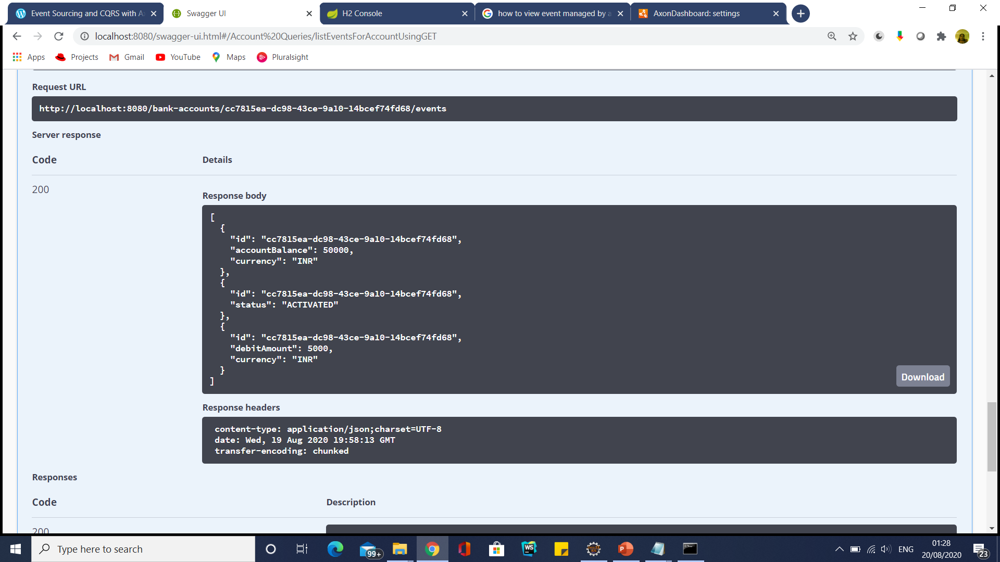 Event Sourcing and CQRS with A
Swagger UI
H2 Console
how to view event managed by a
AxonDashboard: settings
localhost:8080/swagger-ui.html#/Account%20Queries/listEventsForAccountUsingGET
Apps
Projects
Gmail
YouTube
Maps
Pluralsight
Request URL
http://localhost:8080/bank-accounts/cc7815ea-dc98-43ce-9a10-14bcef74fd68/events
Server response
Code
Details
200
Response body
[
{
"id": "cc7815ea-dc98-43ce-9a10-14bcef74fd68",
"accountBalance": 50000,
"currency": "INR"
},
{
"id": "cc7815ea-dc98-43ce-9a10-14bcef74fd68",
"status": "ACTIVATED"
},
{
"id": "cc7815ea-dc98-43ce-9a10-14bcef74fd68",
"debitAmount": 5000,
"currency": "INR"
}
]
Download
Response headers
content-type: application/json;charset=UTF-8
date: Wed, 19 Aug 2020 19:58:13 GMT
transfer-encoding: chunked
Responses
Code
Description
200
Type here to search
99+
WS
P
ENG
01:28
20/08/2020
23